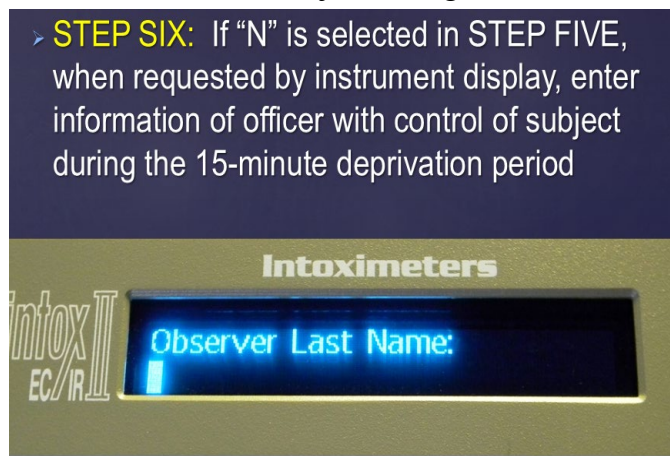 > STEP SIX: If “N” is selected in STEP FIVE,
when requested by instrument display, enter
information of officer with control of subject
during the 15-minute deprivation period
Intoximeters
intox II
EC/IR
Observer Last Name: